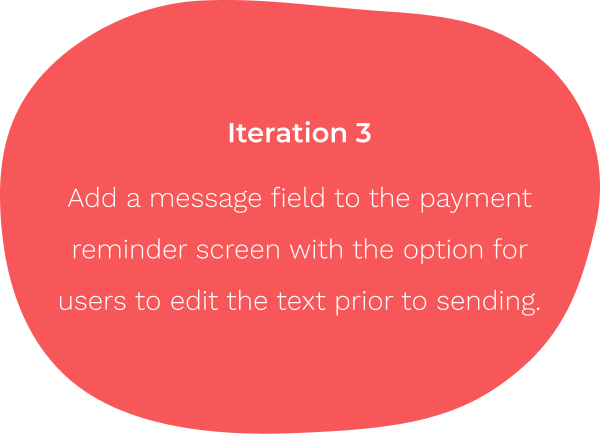 Iteration 3
Add a message field to the payment
reminder screen with the option for
users to edit the text prior to sending.